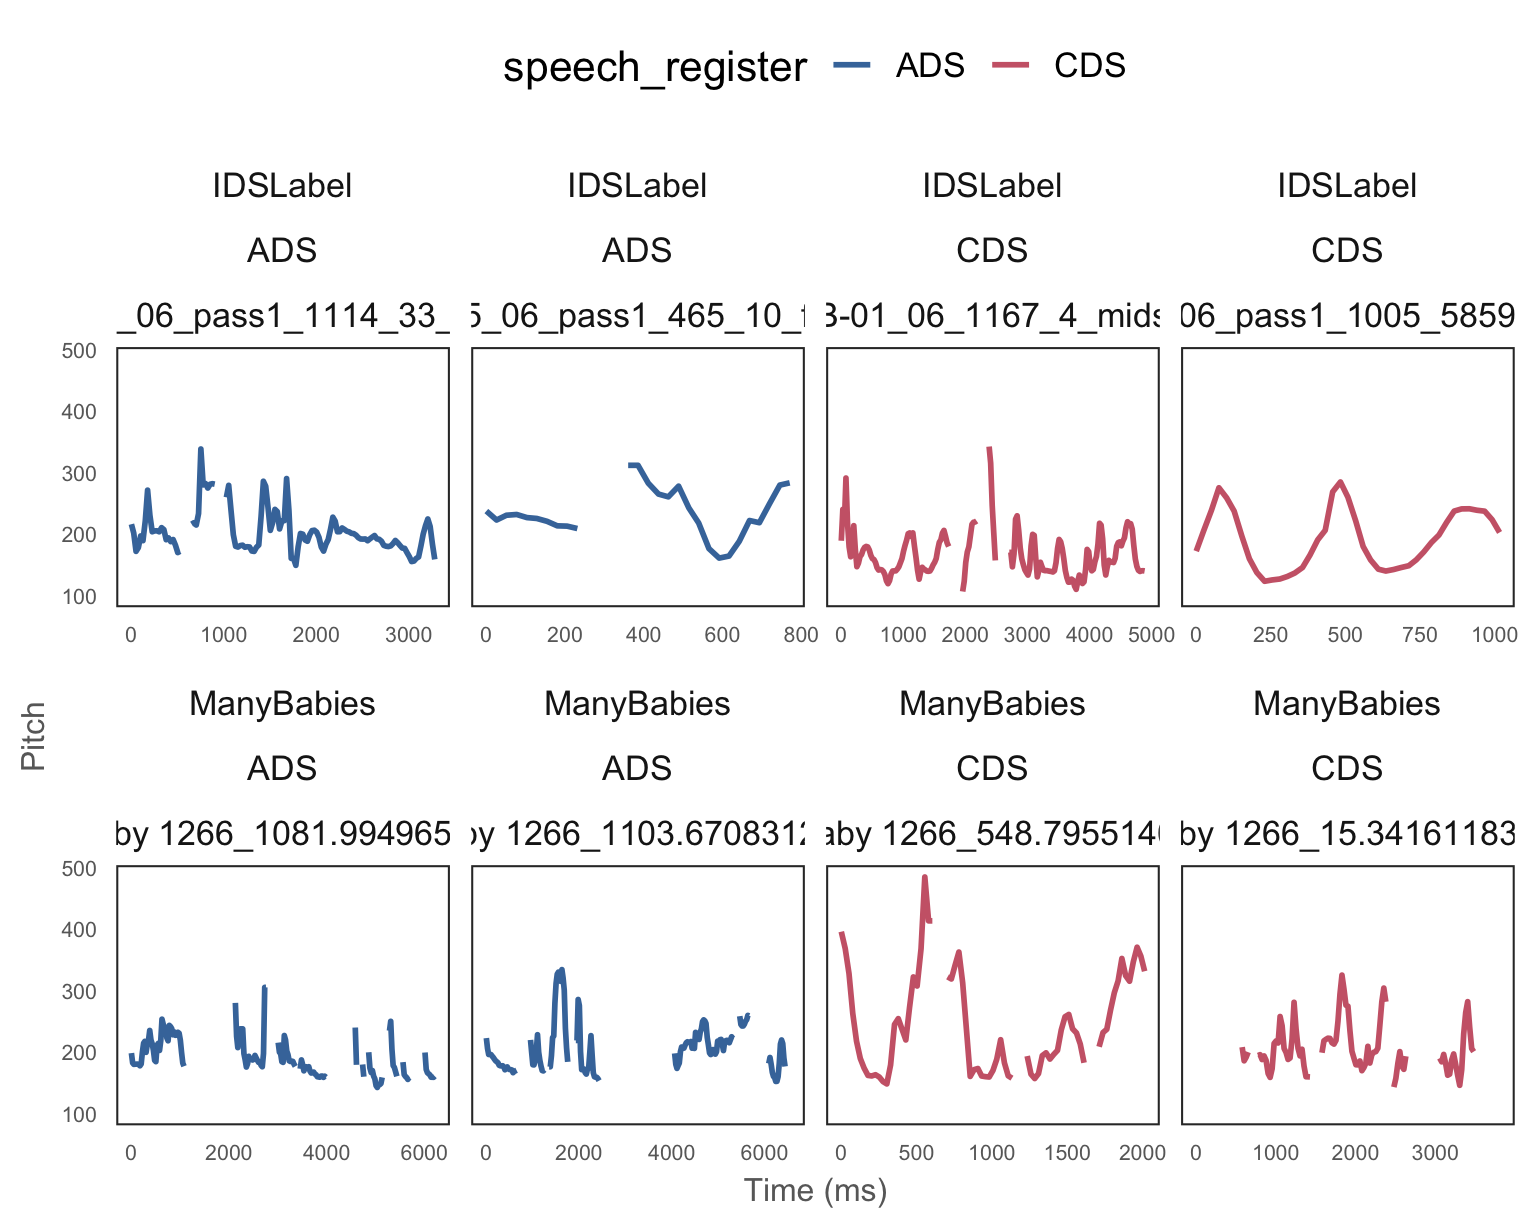 speech_register ADS CDS
IDSLabel IDSLabel IDSLabel IDSLabel
ADS ADS CDS CDS
_06_pass1_1114_33_ 5_06_pass1_465_10_f 3-01_06_1167_4_mids 06_pass1_1005_5859
500
400
300
200
100
0 1000 2000 3000 0 200 400 600 800 0 1000 2000 3000 4000 5000 0 250 500 750 1000
ManyBabies ManyBabies ManyBabies ManyBabies
ADS ADS CDS CDS
by 1266_1081.994965 by 1266_1103.6708312 aby 1266_548.7955140 by 1266_15.34161183
500
400
300
200
100
0 2000 4000 6000 0 2000 4000 6000 0 500 1000 1500 2000 0 1000 2000 3000
Pitch
Time (ms)